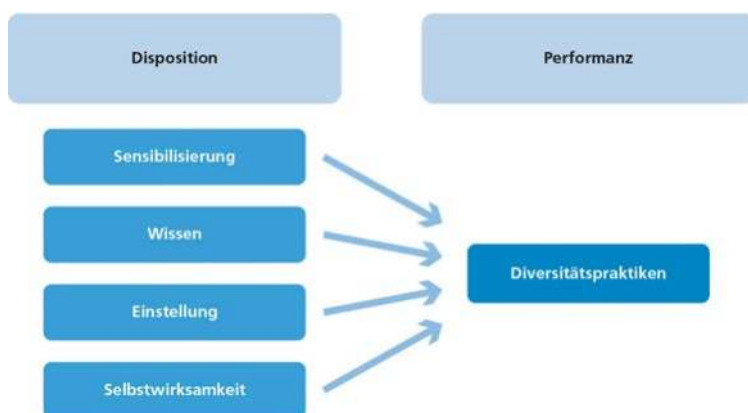 Disposition
Performanz
Sensibilisierung
Wissen
Diversitätspraktiken
Einstellung
Selbstwirksamkeit